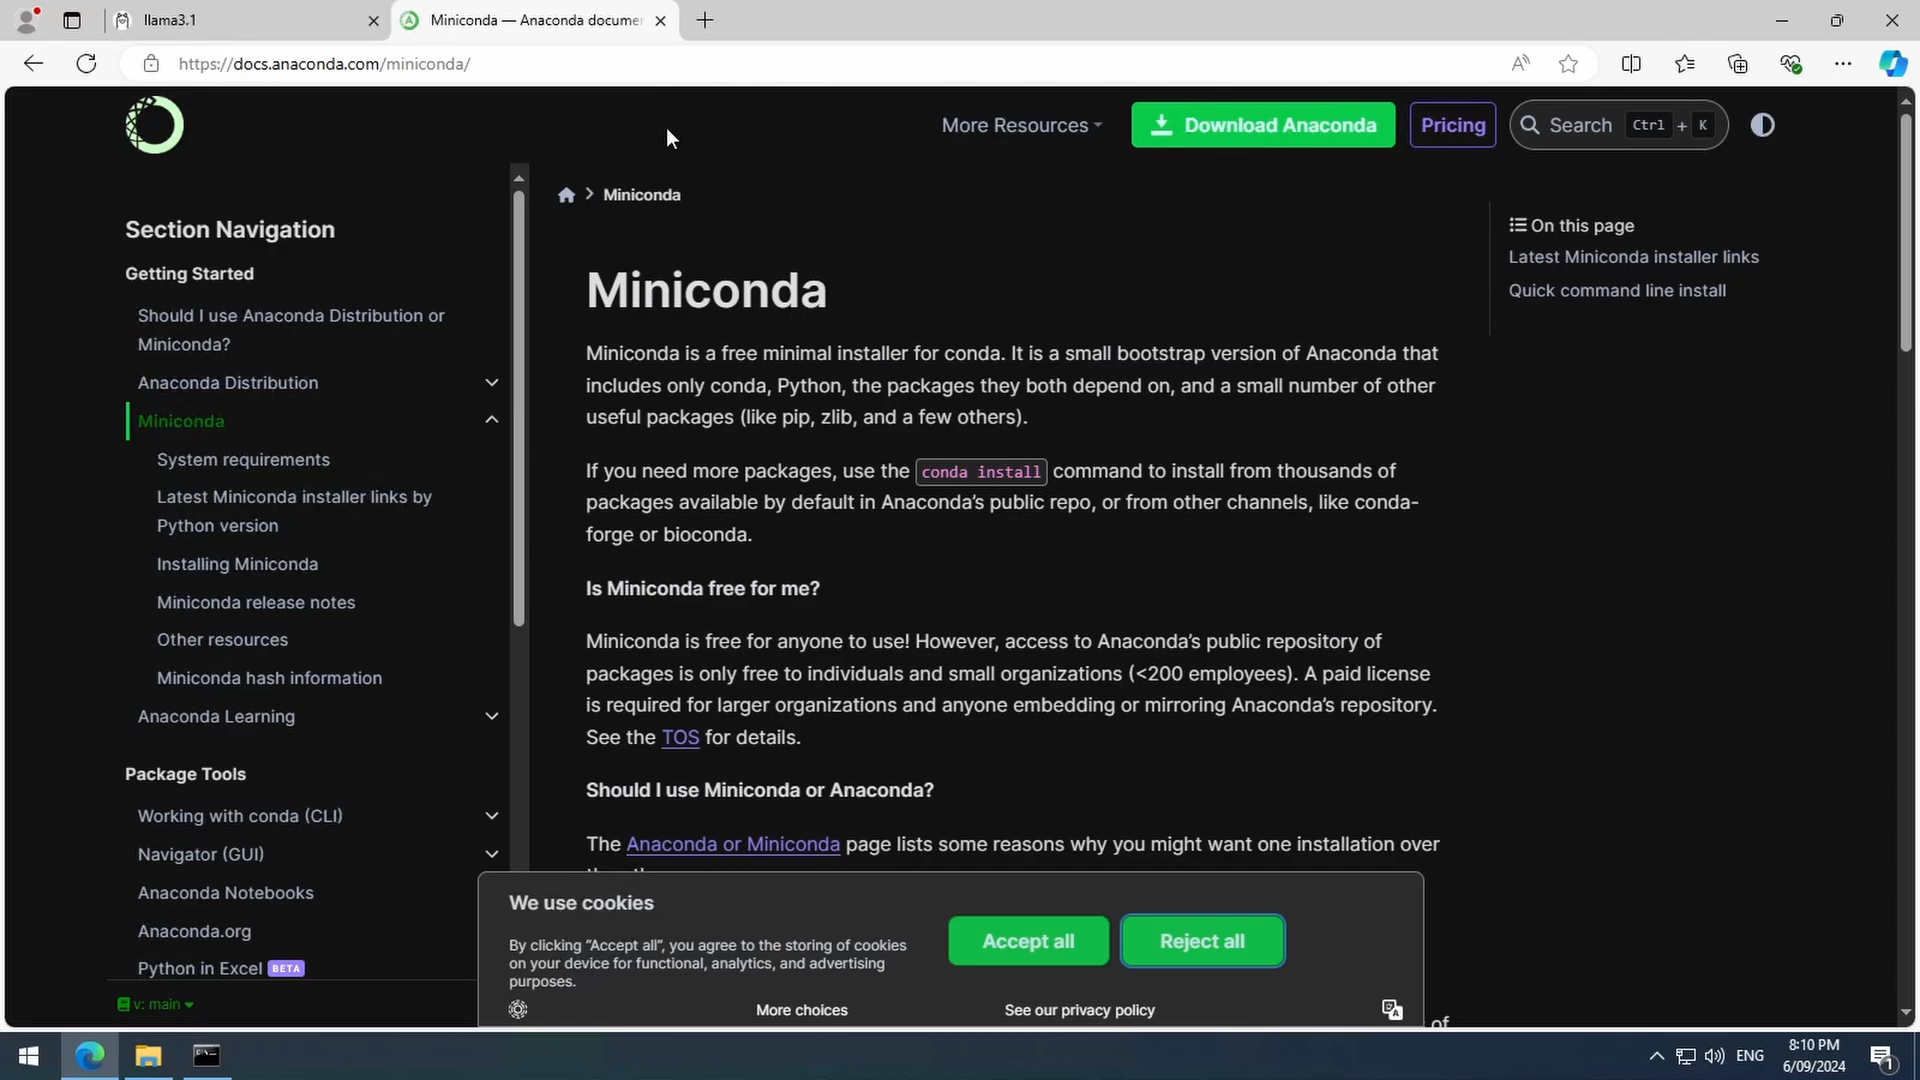 llama3.1
Miniconda — Anaconda documen
https://docs.anaconda.com/miniconda/
More Resources
Download Anaconda
Pricing
Search Ctrl + K
Miniconda
Section Navigation
Getting Started
Should I use Anaconda Distribution or
Miniconda?
Anaconda Distribution
Miniconda
System requirements
Latest Miniconda installer links by
Python version
Installing Miniconda
Miniconda release notes
Other resources
Miniconda hash information
Anaconda Learning
Package Tools
Working with conda (CLI)
Navigator (GUI)
Anaconda Notebooks
Anaconda.org
Python in Excel BETA
v: main
Miniconda
Miniconda is a free minimal installer for conda. It is a small bootstrap version of Anaconda that
includes only conda, Python, the packages they both depend on, and a small number of other
useful packages (like pip, zlib, and a few others).
If you need more packages, use the conda install command to install from thousands of
packages available by default in Anaconda’s public repo, or from other channels, like conda-
forge or bioconda.
Is Miniconda free for me?
Miniconda is free for anyone to use! However, access to Anaconda’s public repository of
packages is only free to individuals and small organizations (<200 employees). A paid license
is required for larger organizations and anyone embedding or mirroring Anaconda’s repository.
See the TOS for details.
Should I use Miniconda or Anaconda?
The Anaconda or Miniconda page lists some reasons why you might want one installation over
of
On this page
Latest Miniconda installer links
Quick command line install
We use cookies
By clicking “Accept all”, you agree to the storing of cookies
on your device for functional, analytics, and advertising
purposes.
Accept all
Reject all
More choices
See our privacy policy
ENG
8:10 PM
6/09/2024
1